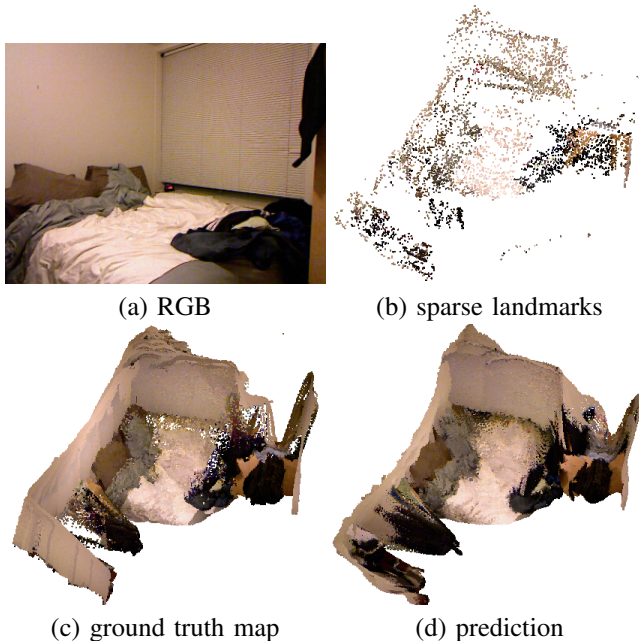 (a) RGB
(b) sparse landmarks
(c) ground truth map
(d) prediction